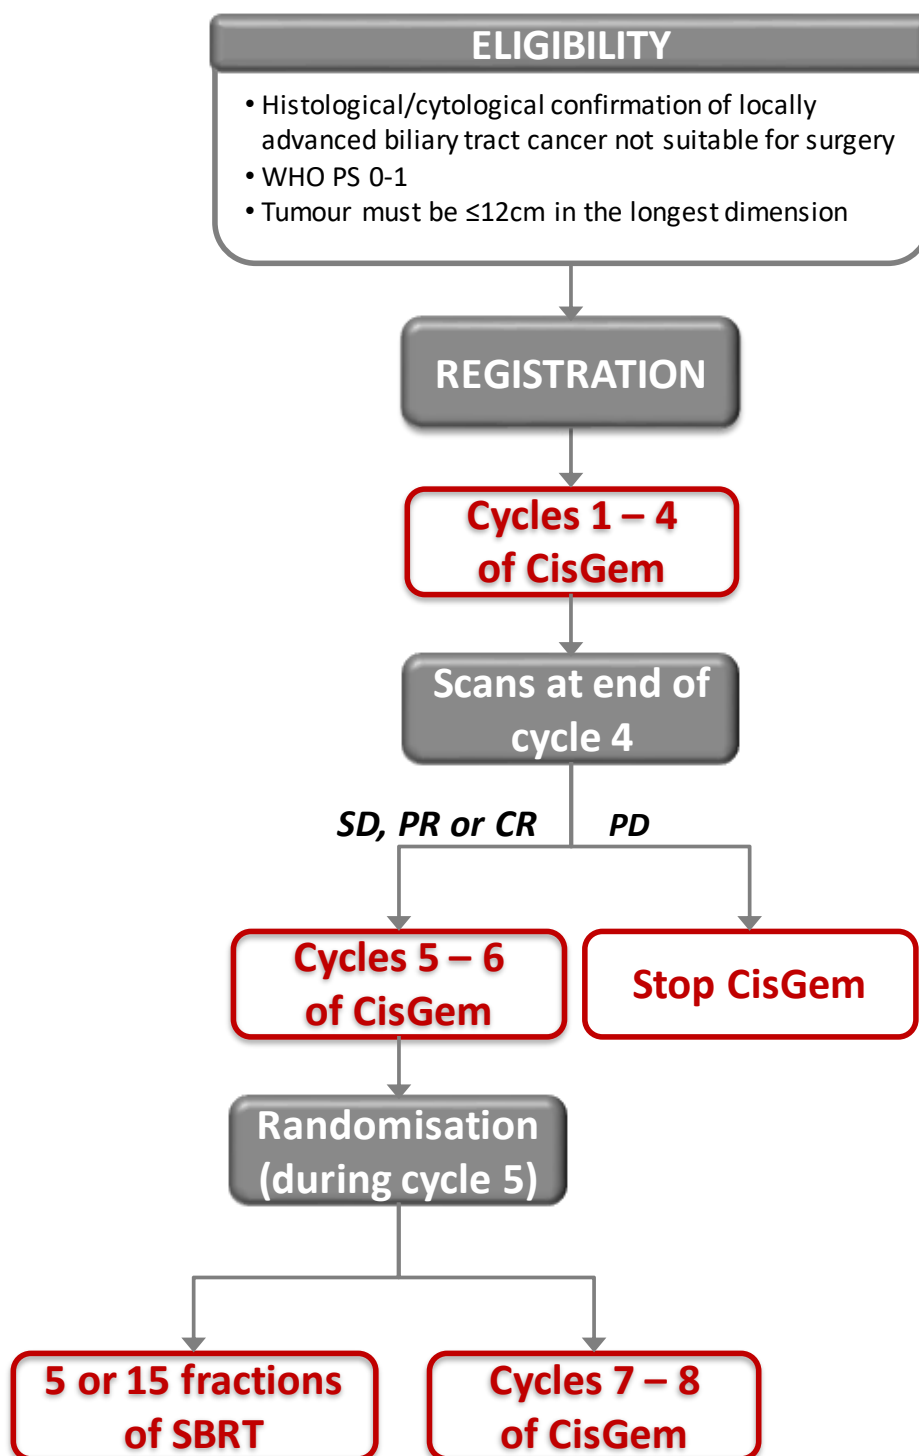 ELIGIBILITY
• Histological/cytological confirmation of locally
advanced biliary tract cancer not suitable for surgery
• WHO PS 0-1
• Tumour must be ≤12cm in the longest dimension
REGISTRATION
Cycles 1 – 4
of CisGem
Scans at end of
cycle 4
SD, PR or CR
PD
Cycles 5 – 6
of CisGem
Stop CisGem
Randomisation
(during cycle 5)
5 or 15 fractions
of SBRT
Cycles 7 – 8
of CisGem